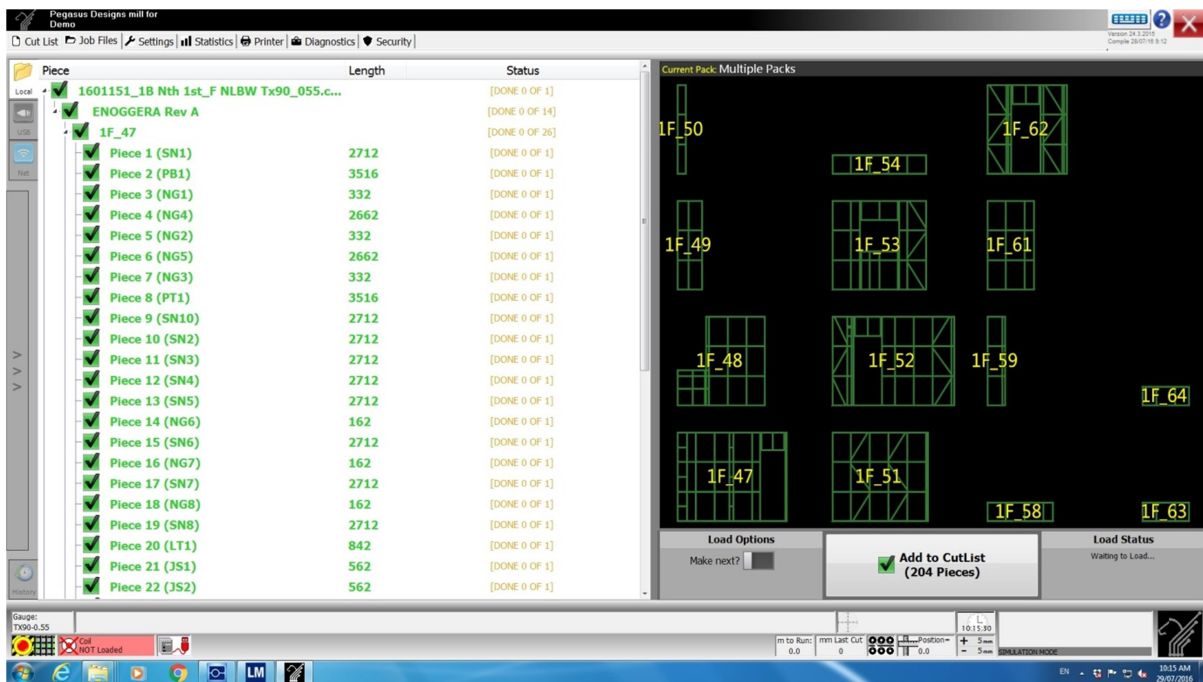 Pegasus Designs mill for
Demo
Version 24.3 2015
Compile 28/07/16 9:12
Cut List Job Files Settings Statistics Printer Diagnostics Security
Piece Length Status
Current Pack: Multiple Packs
Local
USB
Net
> > >
History
1601151_1B Nth 1st_F NLBW Tx90_055.c... [DONE 0 OF 1]
ENOGGERA Rev A [DONE 0 OF 14]
1F_47 [DONE 0 OF 26]
Piece 1 (SN1) 2712 [DONE 0 OF 1]
Piece 2 (PB1) 3516 [DONE 0 OF 1]
Piece 3 (NG1) 332 [DONE 0 OF 1]
Piece 4 (NG4) 2662 [DONE 0 OF 1]
Piece 5 (NG2) 332 [DONE 0 OF 1]
Piece 6 (NG5) 2662 [DONE 0 OF 1]
Piece 7 (NG3) 332 [DONE 0 OF 1]
Piece 8 (PT1) 3516 [DONE 0 OF 1]
Piece 9 (SN10) 2712 [DONE 0 OF 1]
Piece 10 (SN2) 2712 [DONE 0 OF 1]
Piece 11 (SN3) 2712 [DONE 0 OF 1]
Piece 12 (SN4) 2712 [DONE 0 OF 1]
Piece 13 (SN5) 2712 [DONE 0 OF 1]
Piece 14 (NG6) 162 [DONE 0 OF 1]
Piece 15 (SN6) 2712 [DONE 0 OF 1]
Piece 16 (NG7) 162 [DONE 0 OF 1]
Piece 17 (SN7) 2712 [DONE 0 OF 1]
Piece 18 (NG8) 162 [DONE 0 OF 1]
Piece 19 (SN8) 2712 [DONE 0 OF 1]
Piece 20 (LT1) 842 [DONE 0 OF 1]
Piece 21 (JS1) 562 [DONE 0 OF 1]
Piece 22 (JS2) 562 [DONE 0 OF 1]
1F_50 1F_62
1F_54
1F_49 1F_53 1F_61
1F_48 1F_52 1F_59
1F_64
1F_47 1F_51
1F_58 1F_63
Load Options
Make next?
Add to CutList
(204 Pieces)
Load Status
Waiting to Load...
Gauge:
TX90-0.55
Coil
NOT Loaded
10:15:30
m to Run: mm Last Cut Position= + 5mm
0.0 0 0.0 - 5mm SIMULATION MODE
LM
EN 10:15 AM
29/07/2016